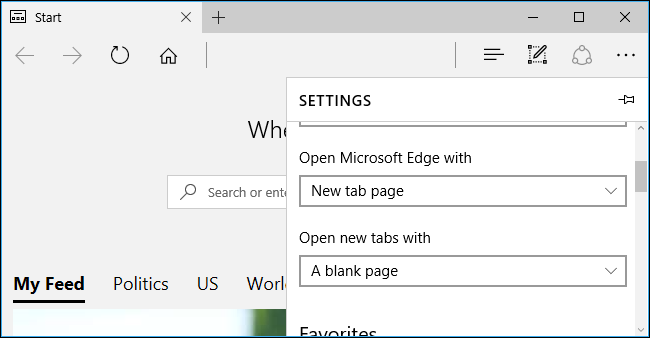 Start
SETTINGS
Open Microsoft Edge with
New tab page
Search or ente
Open new tabs with
A blank page
My Feed Politics US Worl
Favorites